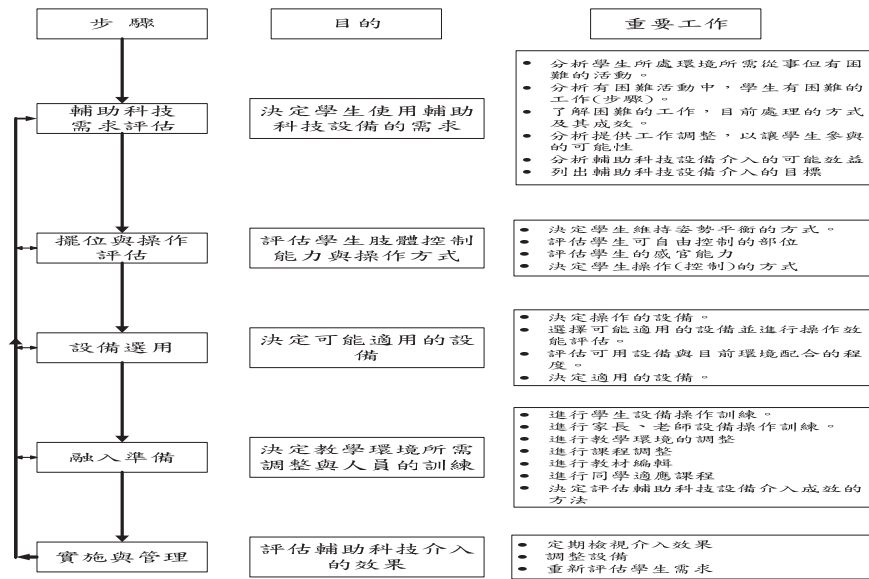 步 驟
目 的
重 要 工 作
輔 助 科 技
需 求 評 估
決 定 學 生 使 用 輔 助
科 技 設 備 的 需 求
• 分 析 學 生 所 處 環 境 所 需 從 事 但 有 困
難 的 活 動 。
• 分 析 有 困 難 活 動 中 ， 學 生 有 困 難 的
工 作 ( 步 驟 ) 。
• 了 解 困 難 的 工 作 ， 目 前 處 理 的 方 式
及 其 成 效 。
• 分 析 提 供 工 作 調 整 ， 以 讓 學 生 參 與
的 可 能 性
• 分 析 輔 助 科 技 設 備 介 入 的 可 能 效 益
• 列 出 輔 助 科 技 設 備 介 入 的 目 標
擺 位 與 操 作
評 估
評 估 學 生 肢 體 控 制
能 力 與 操 作 方 式
• 決 定 學 生 維 持 姿 勢 平 衡 的 方 式 。
• 評 估 學 生 可 自 由 控 制 的 部 位
• 評 估 學 生 的 感 官 能 力
• 決 定 學 生 操 作 ( 控 制 ) 的 方 式
設 備 選 用
決 定 可 能 適 用 的 設
備
• 決 定 操 作 的 設 備 。
• 選 擇 可 能 適 用 的 設 備 並 進 行 操 作 效
能 評 估 。
• 評 估 可 用 設 備 與 目 前 環 境 配 合 的 程
度 。
• 決 定 適 用 的 設 備 。
融 入 準 備
決 定 教 學 環 境 所 需
調 整 與 人 員 的 訓 練
• 進 行 學 生 設 備 操 作 訓 練 。
• 進 行 家 長 、 老 師 設 備 操 作 訓 練 。
• 進 行 教 學 環 境 的 調 整
• 進 行 課 程 調 整
• 進 行 教 材 編 輯
• 進 行 同 學 適 應 課 程
• 決 定 評 估 輔 助 科 技 設 備 介 入 成 效 的
方 法
實 施 與 管 理
評 估 輔 助 科 技 介 入
的 效 果
• 定 期 檢 視 介 入 效 果
• 調 整 設 備
• 重 新 評 估 學 生 需 求